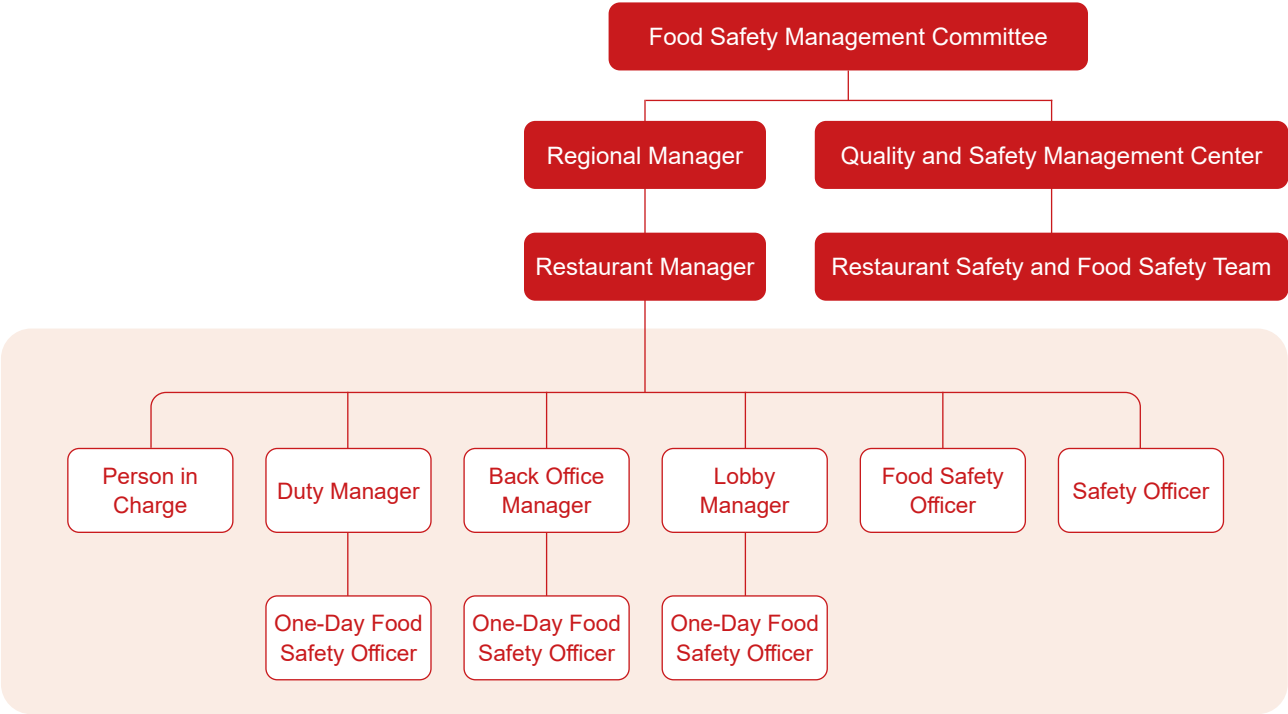 Food Safety Management Committee
Regional Manager
Quality and Safety Management Center
Restaurant Manager
Restaurant Safety and Food Safety Team
Person in
Charge
Duty Manager
Back Office
Manager
Lobby
Manager
Food Safety
Officer
Safety Officer
One-Day Food
Safety Officer
One-Day Food
Safety Officer
One-Day Food
Safety Officer